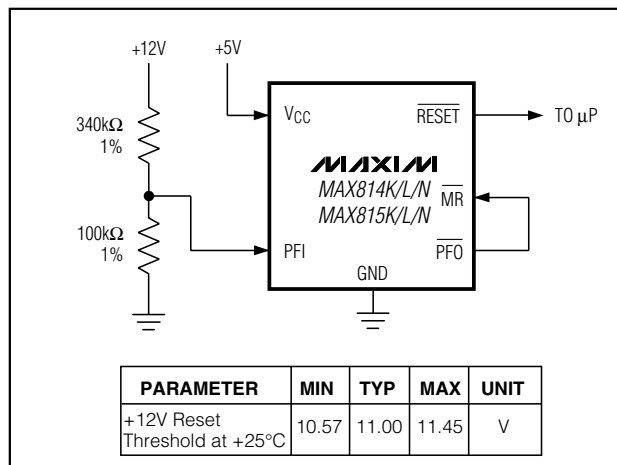 +12V
+5V
340kΩ
1%
100kΩ
1%
VCC
RESET
TO µP
MAXIM
MAX814K/L/N
MAX815K/L/N
MR
PFI
PFO
GND
PARAMETER MIN TYP MAX UNIT
+12V Reset
Threshold at +25°C 10.57 11.00 11.45 V